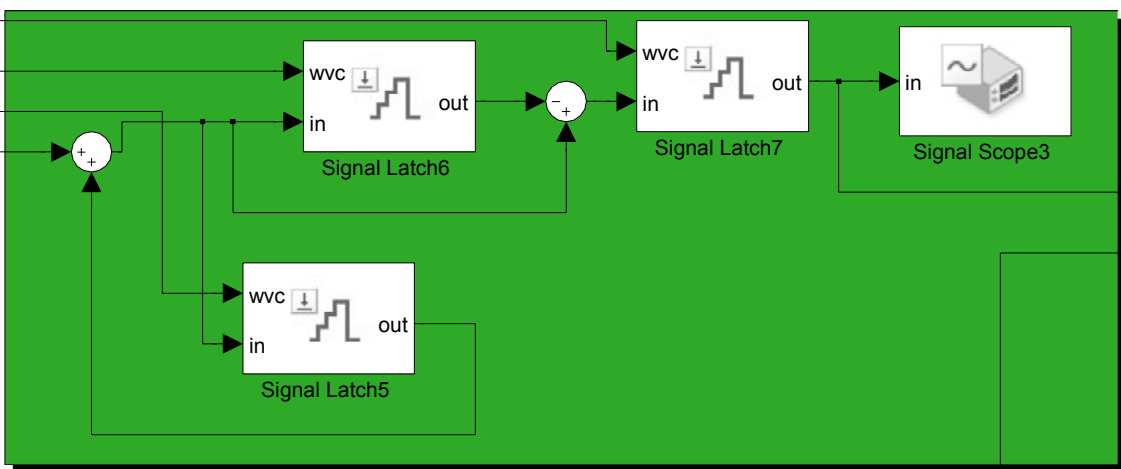 wvc
in
out
Signal Latch6
wvc
in
out
Signal Latch7
in
Signal Scope3
wvc
in
out
Signal Latch5
+
+
−
+